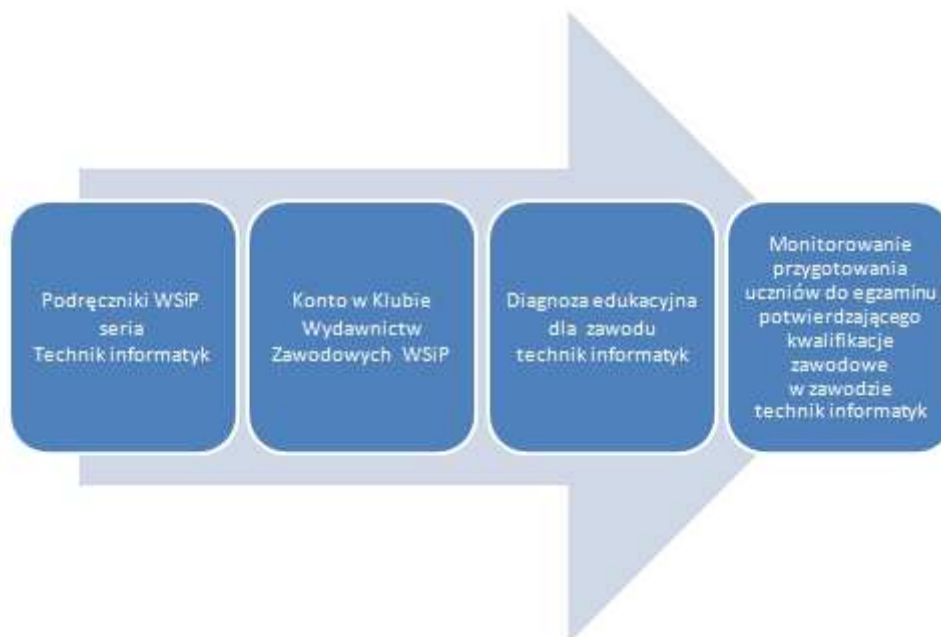 Podręczniki WSiP
seria
Technik informatyk
Konto w Klubie
Wydawnictw
Zawodowych WSiP
Diagnoza edukacyjna
dla zawodu
technik informatyk
Monitorowanie
przygotowania
uczniów do egzaminu
potwierdzającego
kwalifikacje
zawodowe
w zawodzie
technik informatyk